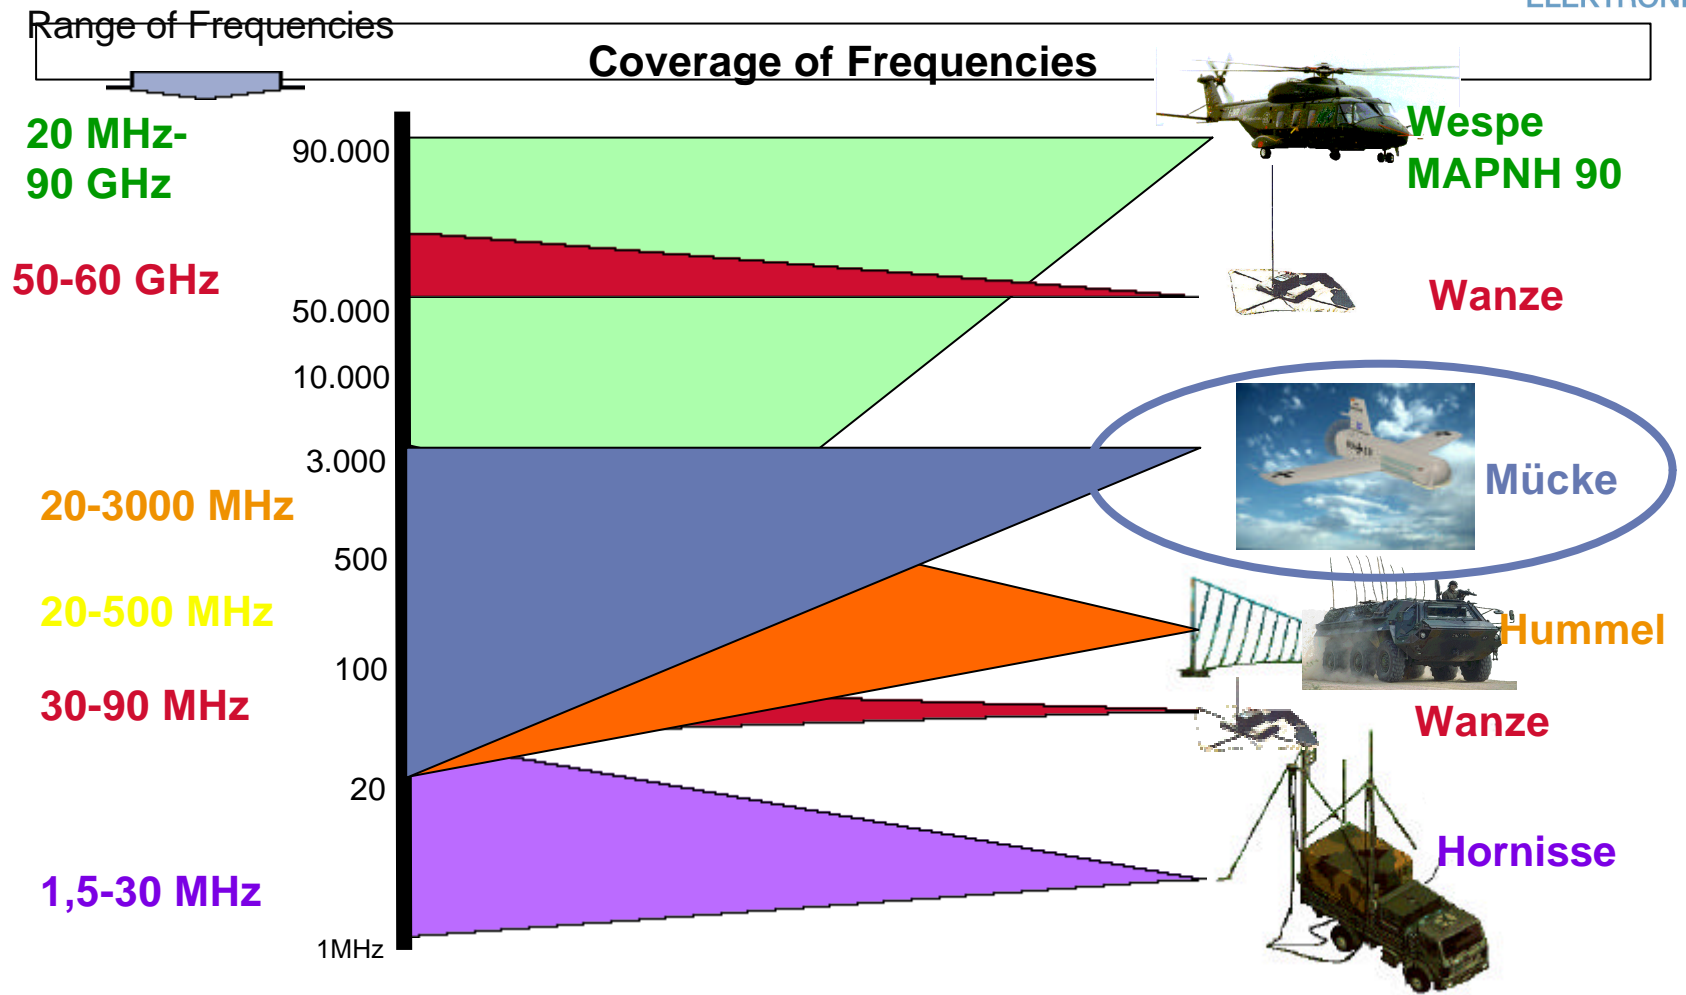 Range of Frequencies
Coverage of Frequencies
20 MHz-
90 GHz
90.000
Wespe
MAPNH 90
50-60 GHz
50.000
Wanze
10.000
3.000
Mücke
20-3000 MHz
500
20-500 MHz
Hummel
100
30-90 MHz
Wanze
20
Hornisse
1,5-30 MHz
1MHz